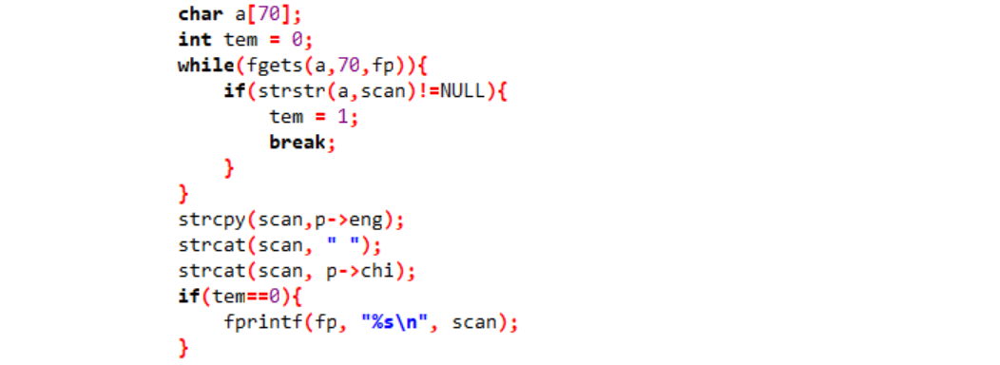 char a[70];
int tem = 0;
while(fgets(a,70,fp)){
    if(strstr(a,scan)!=NULL){
        tem = 1;
        break;
    }
}
strcpy(scan,p->eng);
strcat(scan, " ");
strcat(scan, p->chi);
if(tem==0){
    fprintf(fp, "%s\n", scan);
}